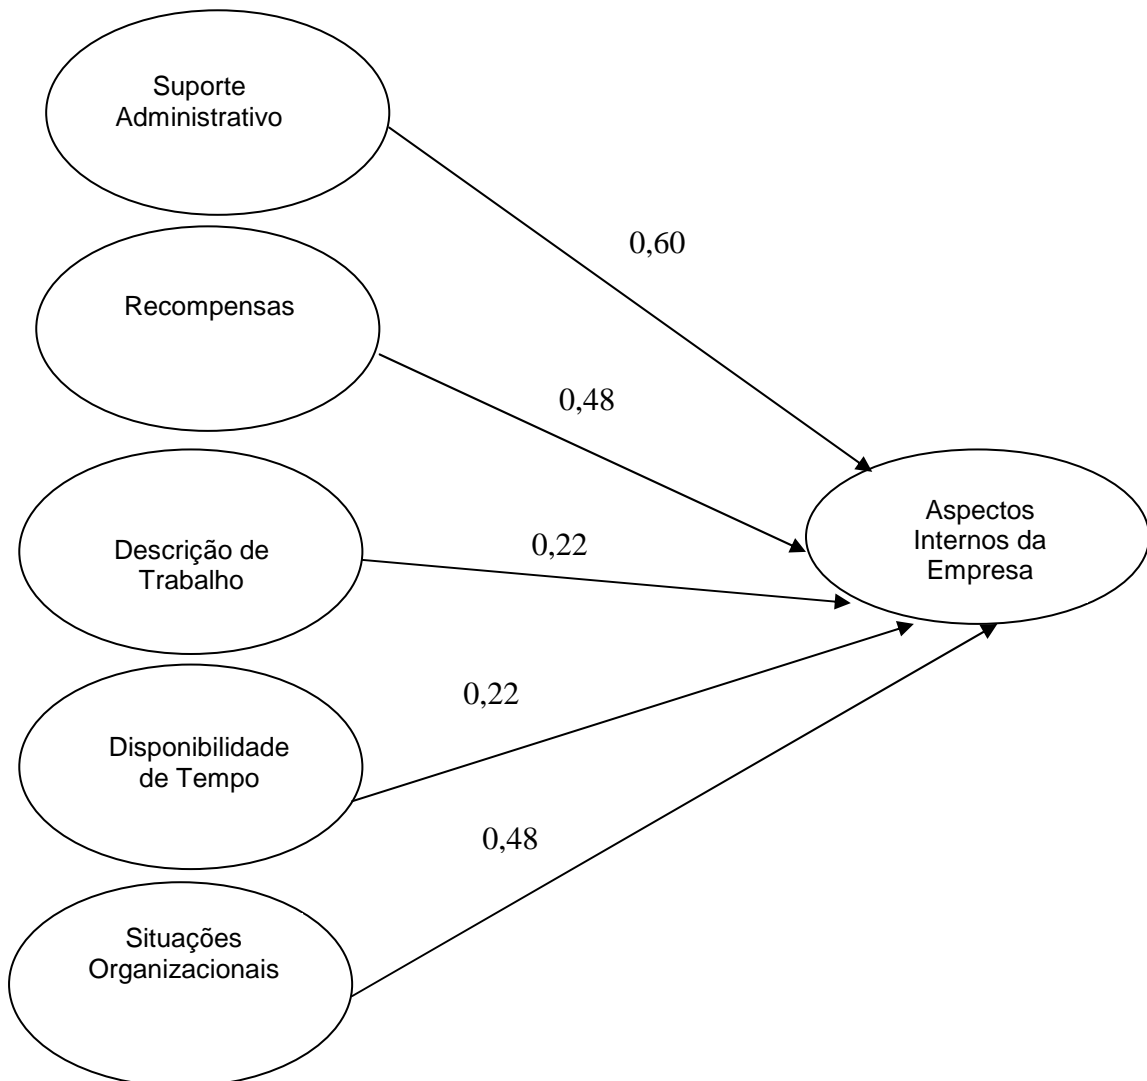 Suporte
Administrativo
0,60
Recompensas
0,48
Aspectos
Internos da
Empresa
Descrição de
Trabalho
0,22
0,22
Disponibilidade
de Tempo
0,48
Situações
Organizacionais